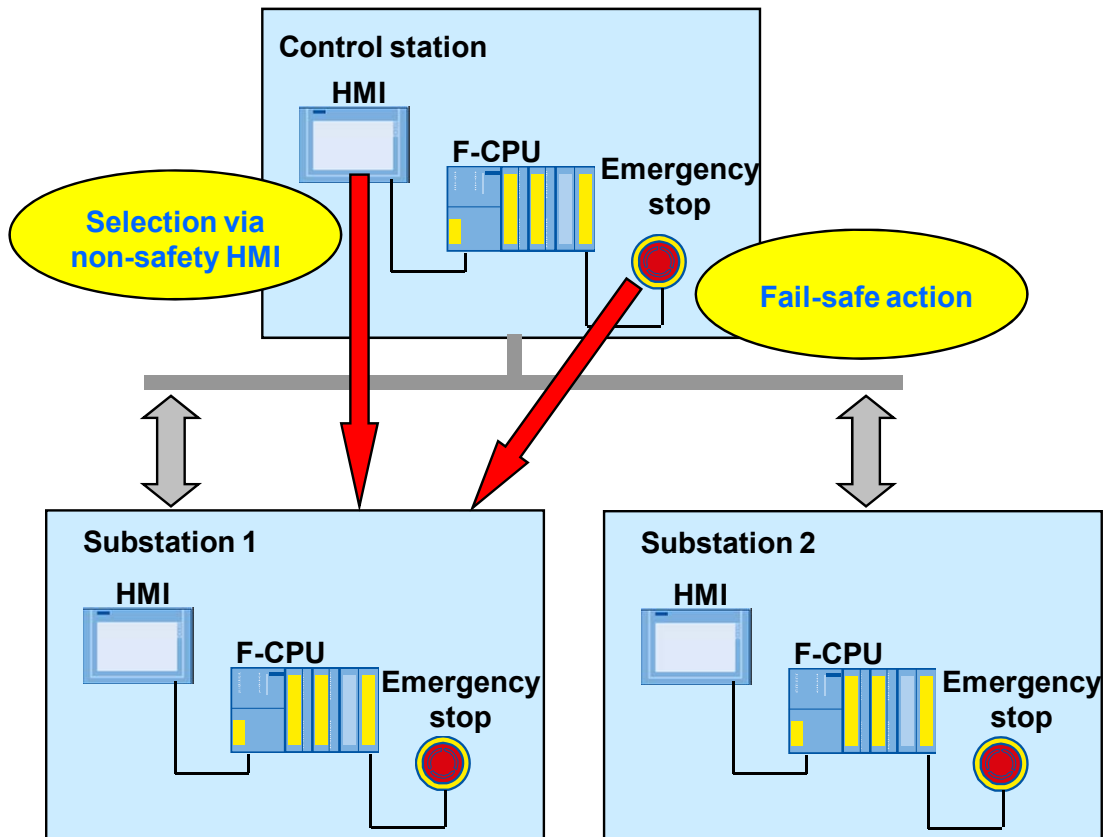 Control station
HMI
F-CPU
Emergency
stop
Selection via
non-safety HMI
Fail-safe action
Substation 1
HMI
F-CPU
Emergency
stop
Substation 2
HMI
F-CPU
Emergency
stop